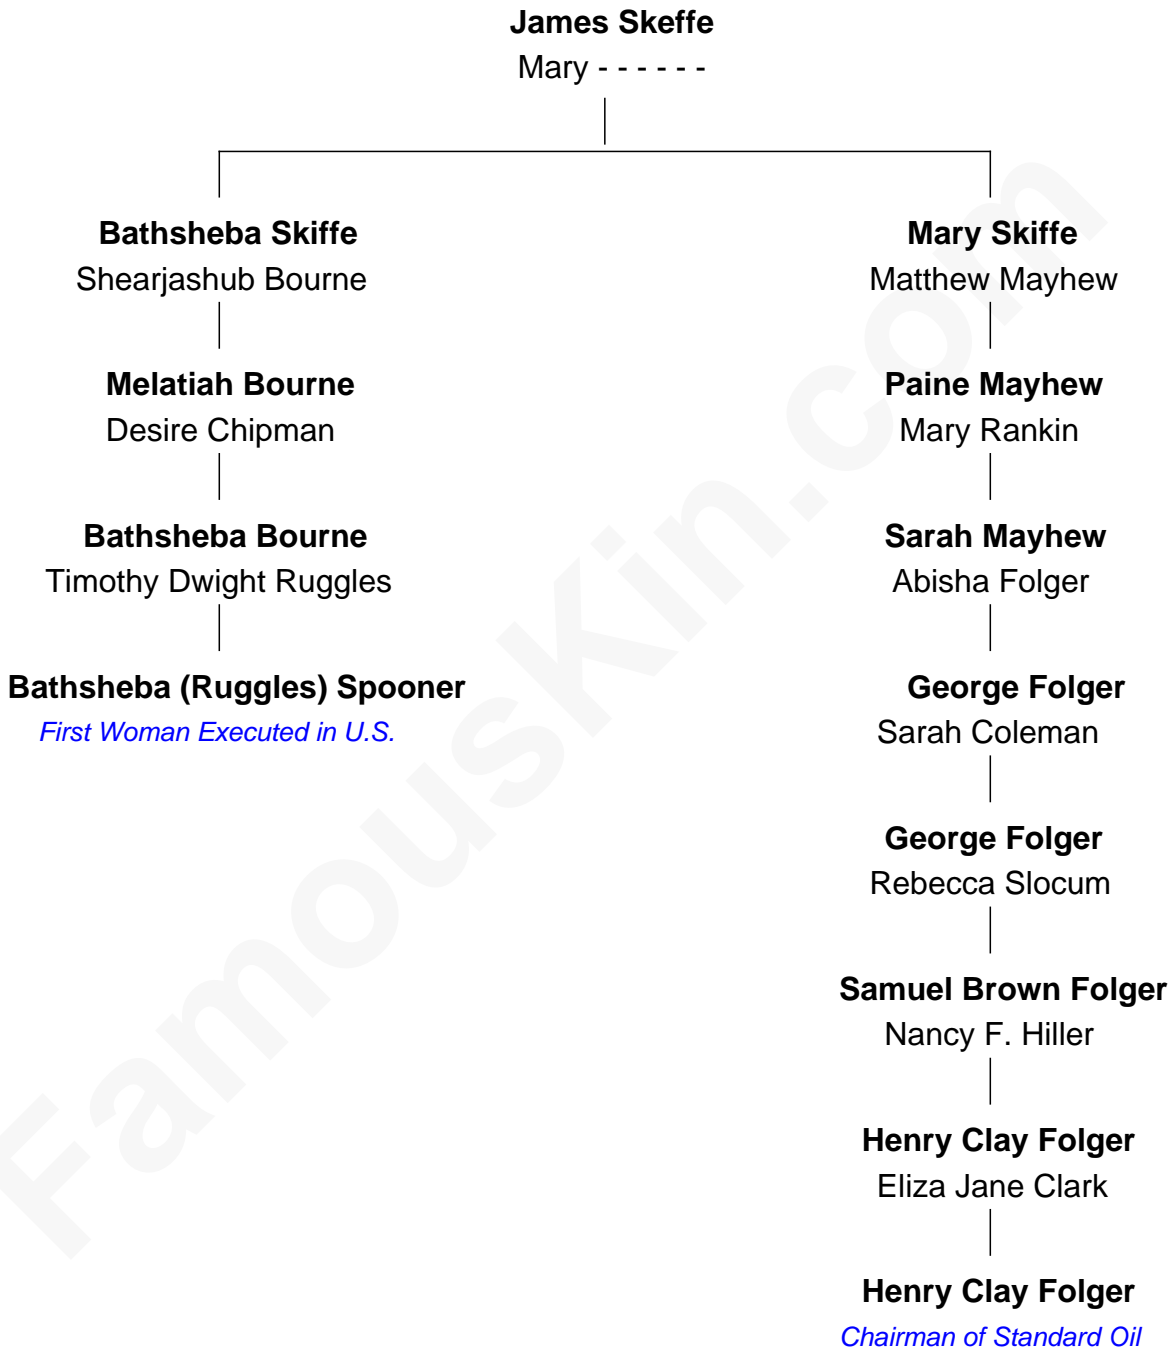 James Skeffe
Mary - - - - - -
Bathsheba Skiffe
Shearjashub Bourne
Melatiah Bourne
Desire Chipman
Bathsheba Bourne
Timothy Dwight Ruggles
Bathsheba (Ruggles) Spooner
First Woman Executed in U.S.
Mary Skiffe
Matthew Mayhew
Paine Mayhew
Mary Rankin
Sarah Mayhew
Abisha Folger
George Folger
Sarah Coleman
George Folger
Rebecca Slocum
Samuel Brown Folger
Nancy F. Hiller
Henry Clay Folger
Eliza Jane Clark
Henry Clay Folger
Chairman of Standard Oil
FamousKin.com